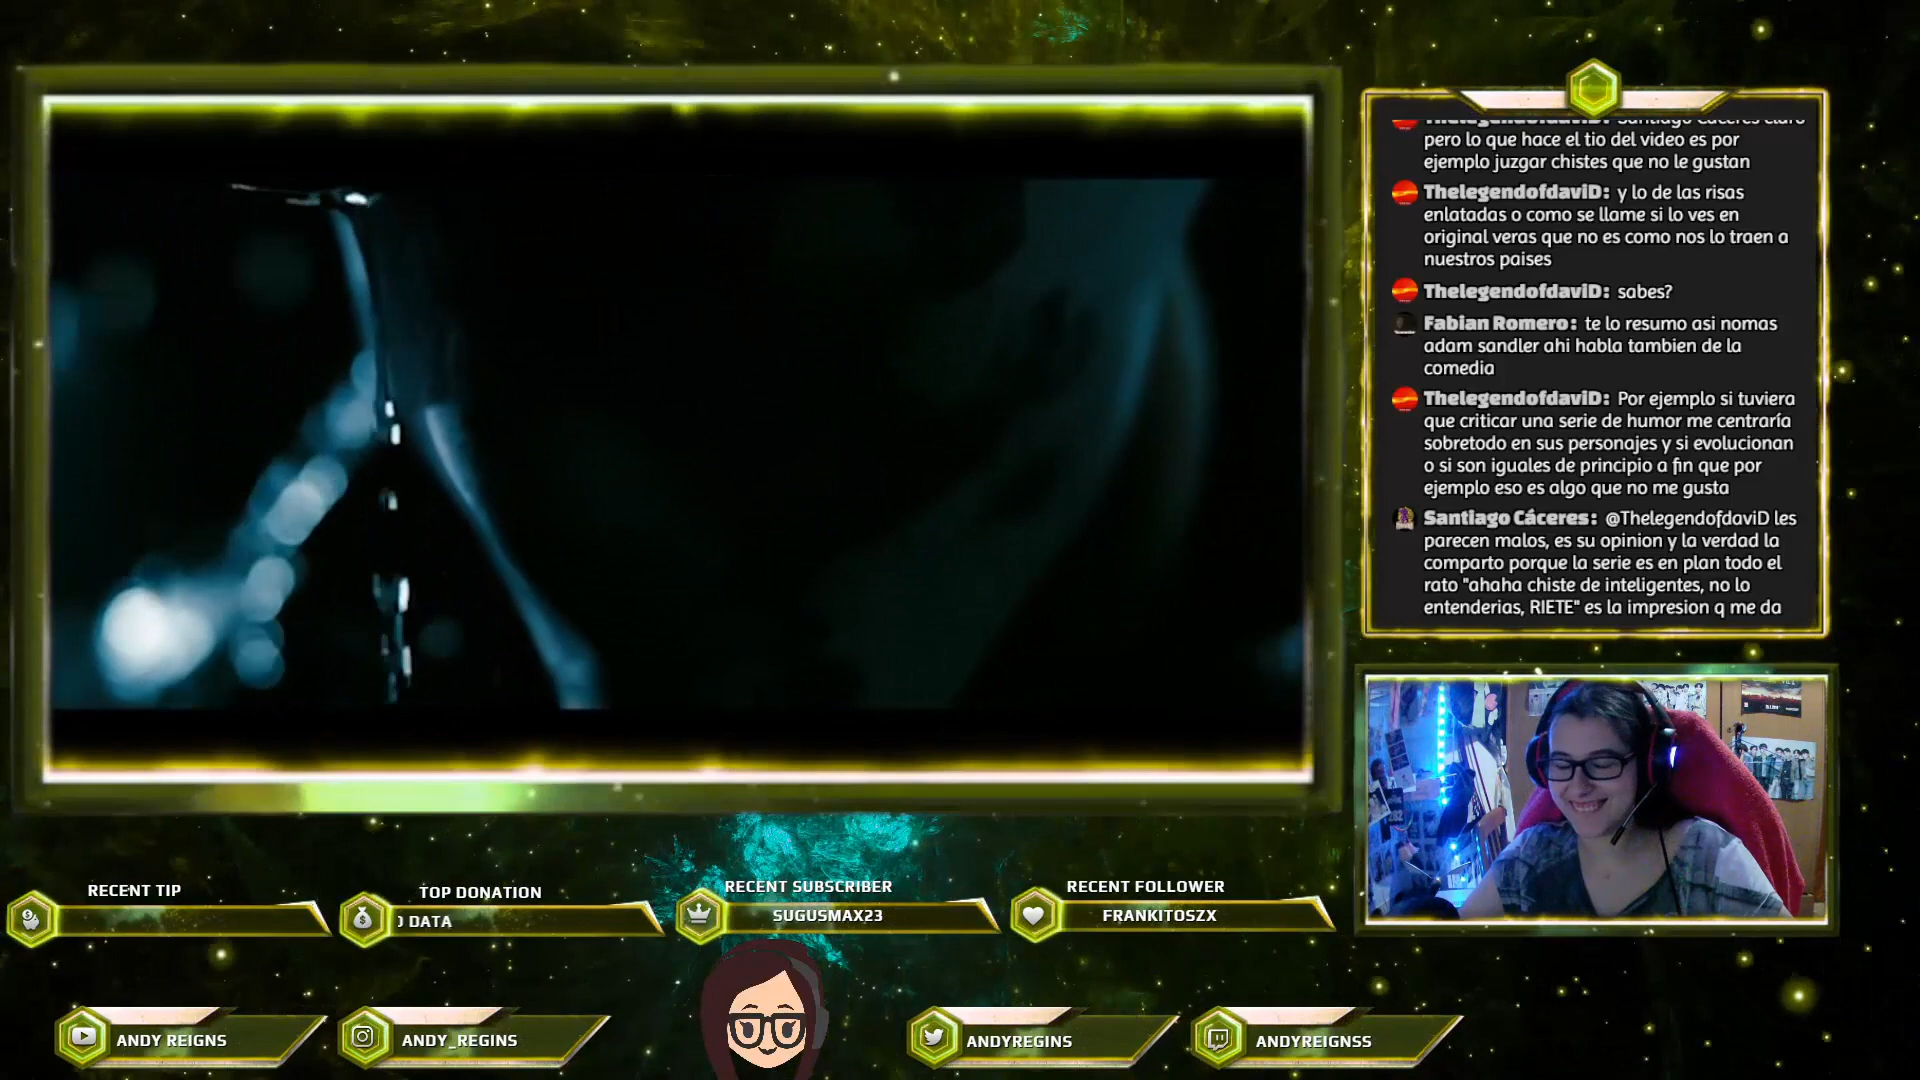 ThelegendofdaviD: Santiago Cáceres claro
pero lo que hace el tio del video es por
ejemplo juzgar chistes que no le gustan
ThelegendofdaviD: y lo de las risas
enlatadas o como se llame si lo ves en
original veras que no es como nos lo traen a
nuestros paises
ThelegendofdaviD: sabes?
Fabian Romero: te lo resumo asi nomas
adam sandler ahi habla tambien de la
comedia
ThelegendofdaviD: Por ejemplo si tuviera
que criticar una serie de humor me centraría
sobretodo en sus personajes y si evolucionan
o si son iguales de principio a fin que por
ejemplo eso es algo que no me gusta
Santiago Cáceres: @ThelegendofdaviD les
parecen malos, es su opinion y la verdad la
comparto porque la serie es en plan todo el
rato "ahaha chiste de inteligentes, no lo
entenderias, RIETE" es la impresion q me da
RECENT TIP
TOP DONATION
DATA
RECENT SUBSCRIBER
SUGUSMAX23
RECENT FOLLOWER
FRANKITOSZX
ANDY REIGNS
ANDY_REGINS
ANDYREGINS
ANDYREIGNSS